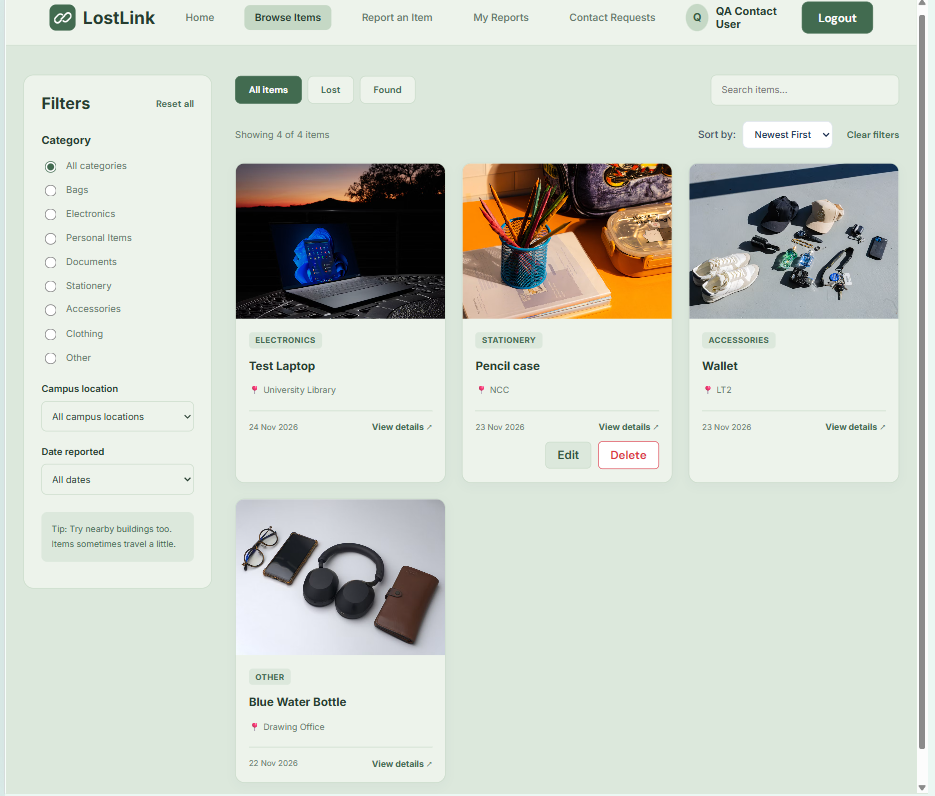 LostLink
Home
Browse Items
Report an Item
My Reports
Contact Requests
Q
QA Contact
User
Logout
Filters
Reset all
Category
All categories
Bags
Electronics
Personal Items
Documents
Stationery
Accessories
Clothing
Other
Campus location
All campus locations
Date reported
All dates
Tip: Try nearby buildings too.
Items sometimes travel a little.
All items
Lost
Found
Search items...
Showing 4 of 4 items
Sort by:
Newest First
Clear filters
ELECTRONICS
Test Laptop
University Library
24 Nov 2026
View details ↗
STATIONERY
Pencil case
NCC
23 Nov 2026
View details ↗
Edit
Delete
ACCESSORIES
Wallet
LT2
23 Nov 2026
View details ↗
OTHER
Blue Water Bottle
Drawing Office
22 Nov 2026
View details ↗